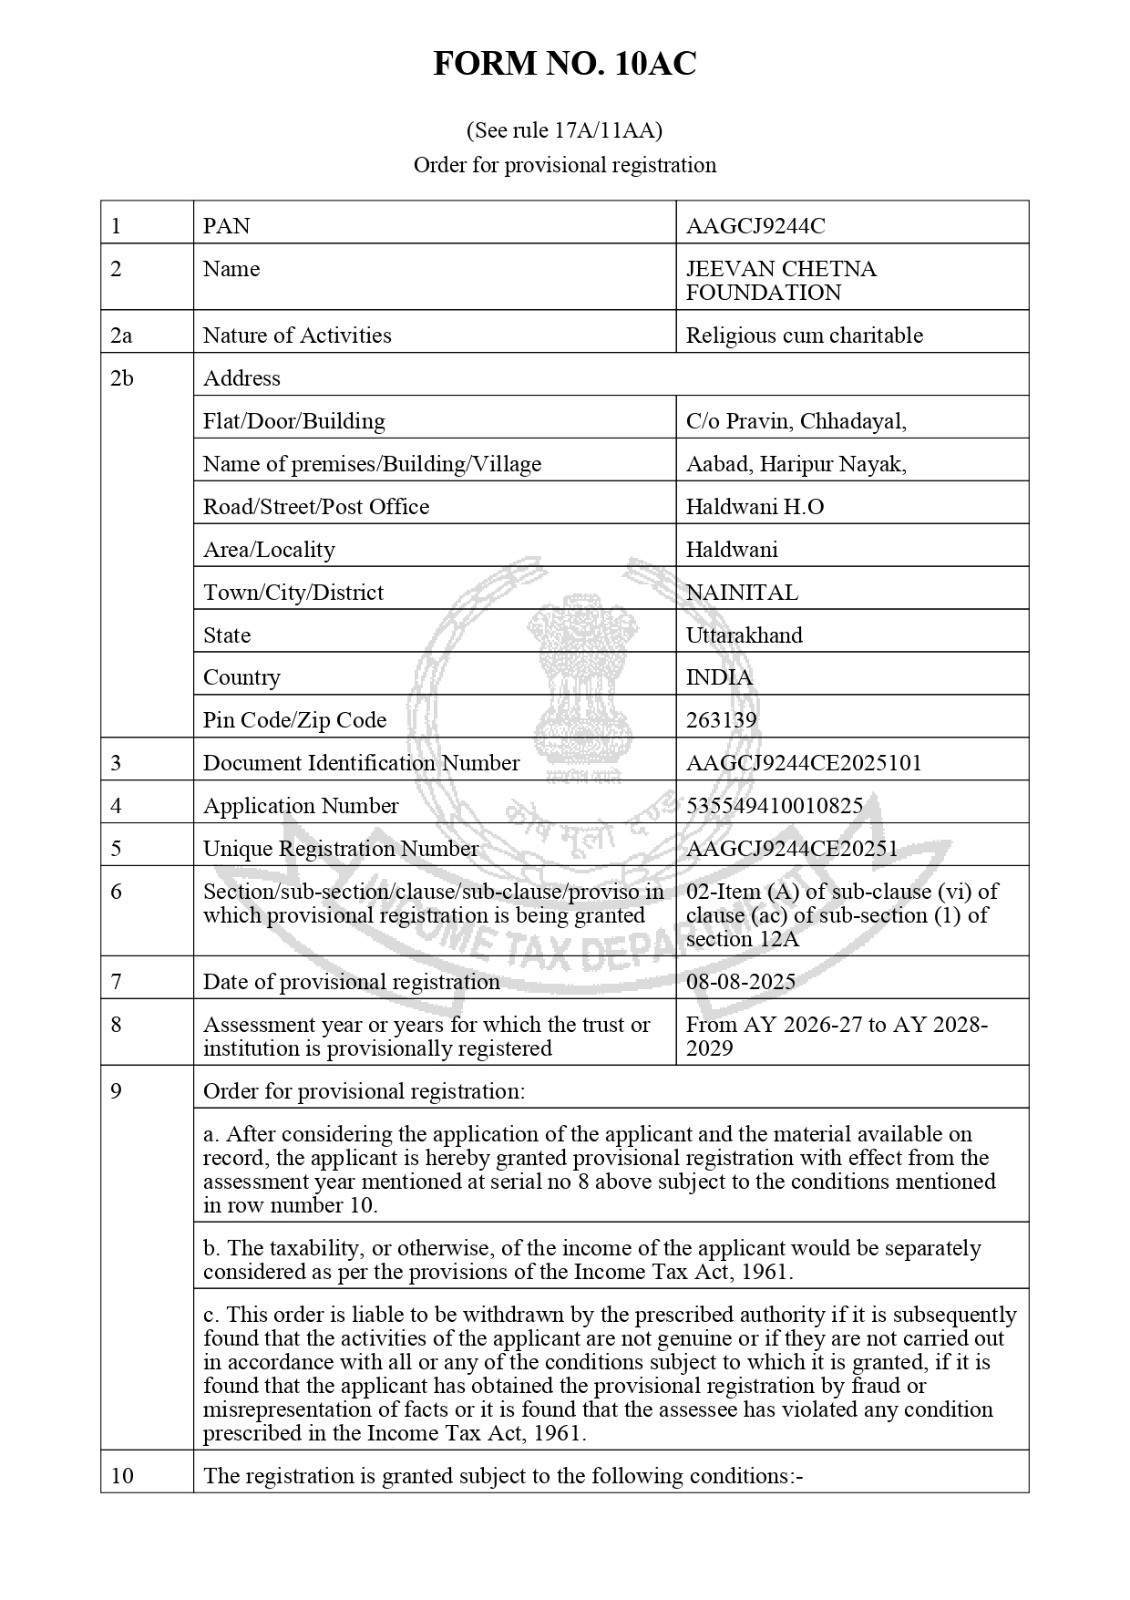 FORM NO. 10AC
(See rule 17A/11AA)
Order for provisional registration
1 PAN AAGCJ9244C
2 Name JEEVAN CHETNA
FOUNDATION
2a Nature of Activities Religious cum charitable
2b Address
Flat/Door/Building C/o Pravin, Chhadayal,
Name of premises/Building/Village Aabad, Haripur Nayak,
Road/Street/Post Office Haldwani H.O
Area/Locality Haldwani
Town/City/District NAINITAL
State Uttarakhand
Country INDIA
Pin Code/Zip Code 263139
सत्यमेव जयते
3 Document Identification Number AAGCJ9244CE2025101
4 Application Number 535549410010825
कोष मूलो दण्ड
5 Unique Registration Number AAGCJ9244CE20251
6 Section/sub-section/clause/sub-clause/proviso in 02-Item (A) of sub-clause (vi) of
which provisional registration is being granted clause (ac) of sub-section (1) of
section 12A
INCOME TAX DEPARTMENT
7 Date of provisional registration 08-08-2025
8 Assessment year or years for which the trust or From AY 2026-27 to AY 2028-
institution is provisionally registered 2029
9 Order for provisional registration:
a. After considering the application of the applicant and the material available on
record, the applicant is hereby granted provisional registration with effect from the
assessment year mentioned at serial no 8 above subject to the conditions mentioned
in row number 10.
b. The taxability, or otherwise, of the income of the applicant would be separately
considered as per the provisions of the Income Tax Act, 1961.
c. This order is liable to be withdrawn by the prescribed authority if it is subsequently
found that the activities of the applicant are not genuine or if they are not carried out
in accordance with all or any of the conditions subject to which it is granted, if it is
found that the applicant has obtained the provisional registration by fraud or
misrepresentation of facts or it is found that the assessee has violated any condition
prescribed in the Income Tax Act, 1961.
10 The registration is granted subject to the following conditions:-